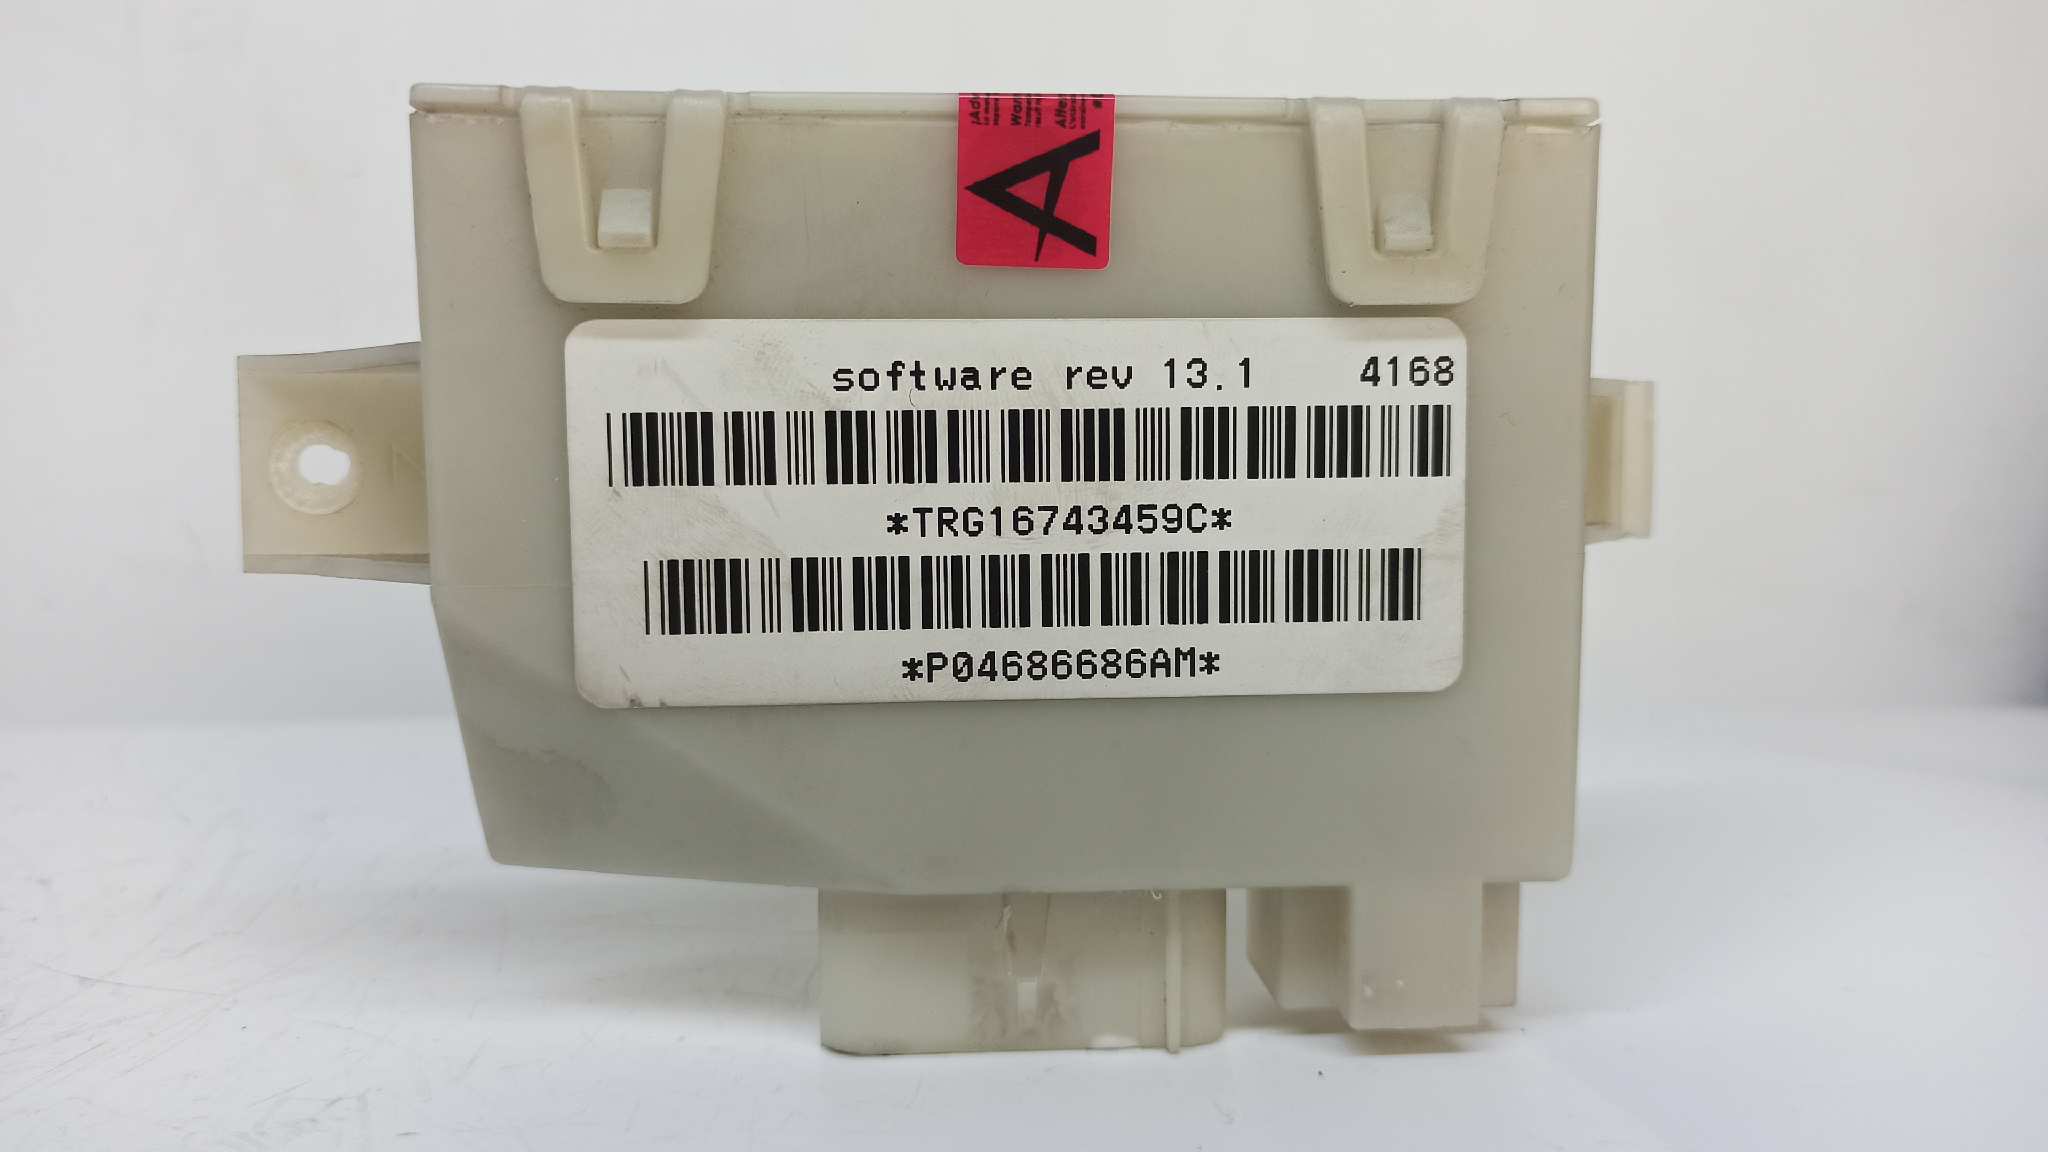 A
software rev 13.1 4168
*TRG16743459C*
*P04686686AM*